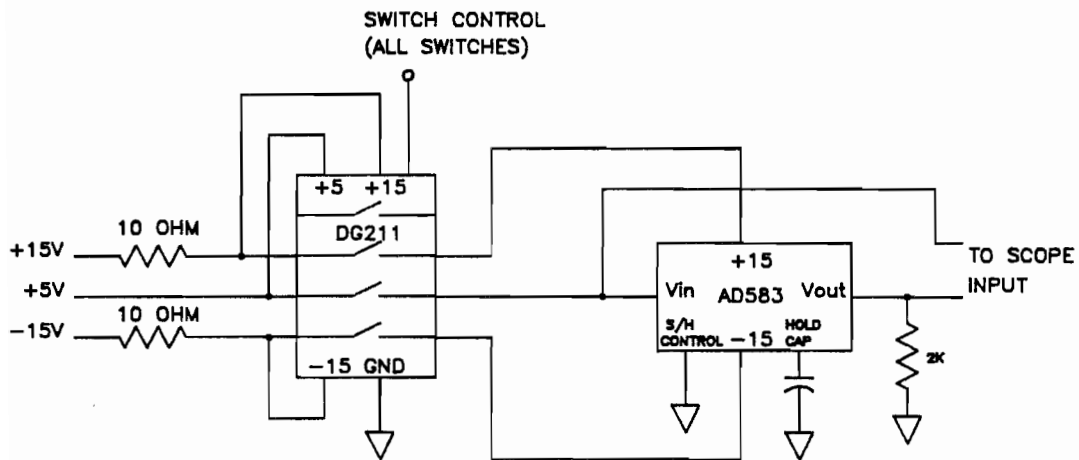 SWITCH CONTROL
(ALL SWITCHES)
+5 +15
10 OHM
DG211
+15V
TO SCOPE
INPUT
+15
+5V
Vin AD583 Vout
10 OHM
-15V
S/H
CONTROL
-15
HOLD
CAP
-15 GND
2K